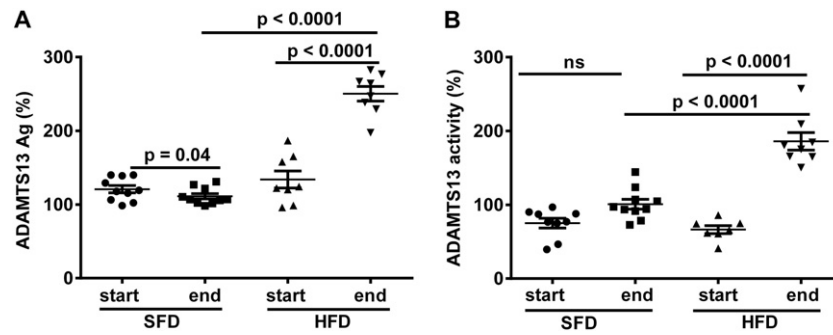 A
p < 0.0001
p < 0.0001
p = 0.04
ADAMTS13 Ag (%)
300
200
100
0
start end start end
SFD HFD
B
ns
p < 0.0001
p < 0.0001
ADAMTS13 activity (%)
300
200
100
0
start end start end
SFD HFD